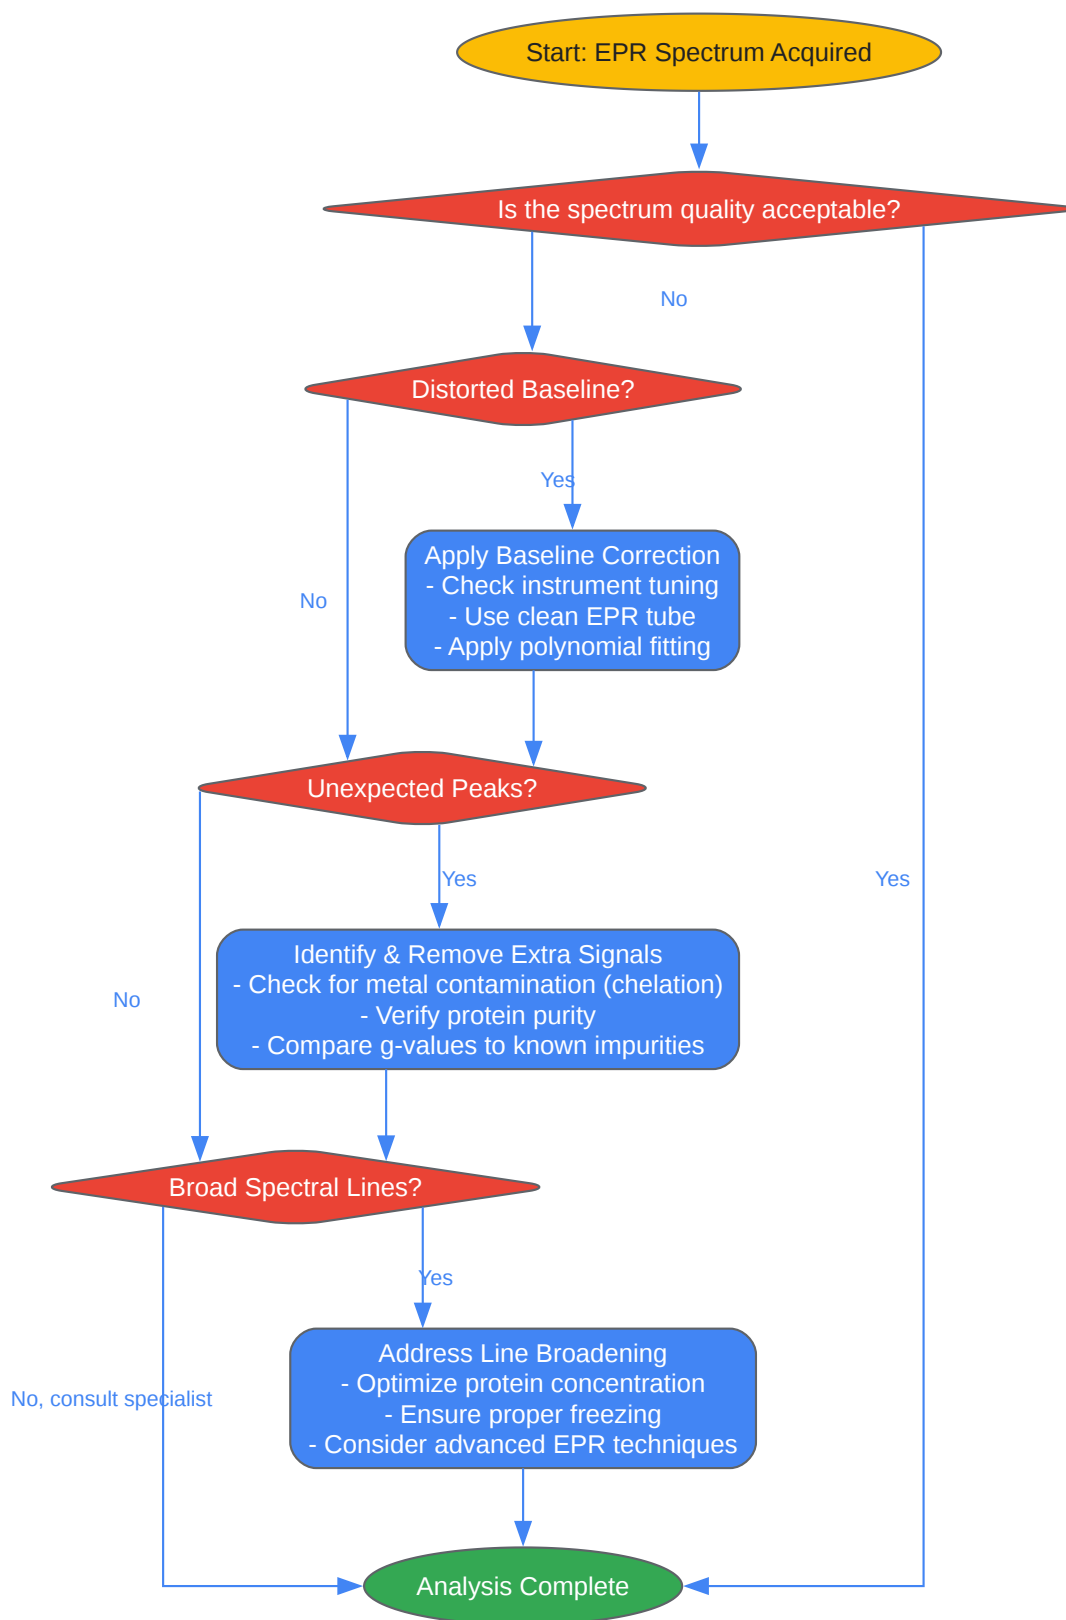 Start: EPR Spectrum Acquired
Is the spectrum quality acceptable?
No
Distorted Baseline?
Yes
Apply Baseline Correction
- Check instrument tuning
- Use clean EPR tube
- Apply polynomial fitting
No
Unexpected Peaks?
Yes
Yes
Identify & Remove Extra Signals
- Check for metal contamination (chelation)
- Verify protein purity
- Compare g-values to known impurities
No
Broad Spectral Lines?
Yes
Address Line Broadening
- Optimize protein concentration
- Ensure proper freezing
- Consider advanced EPR techniques
No, consult specialist
Analysis Complete